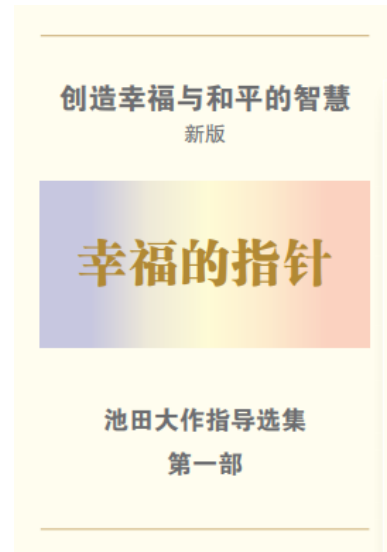 创造幸福与和平的智慧
新版
幸福的指针
池田大作指导选集
第一部